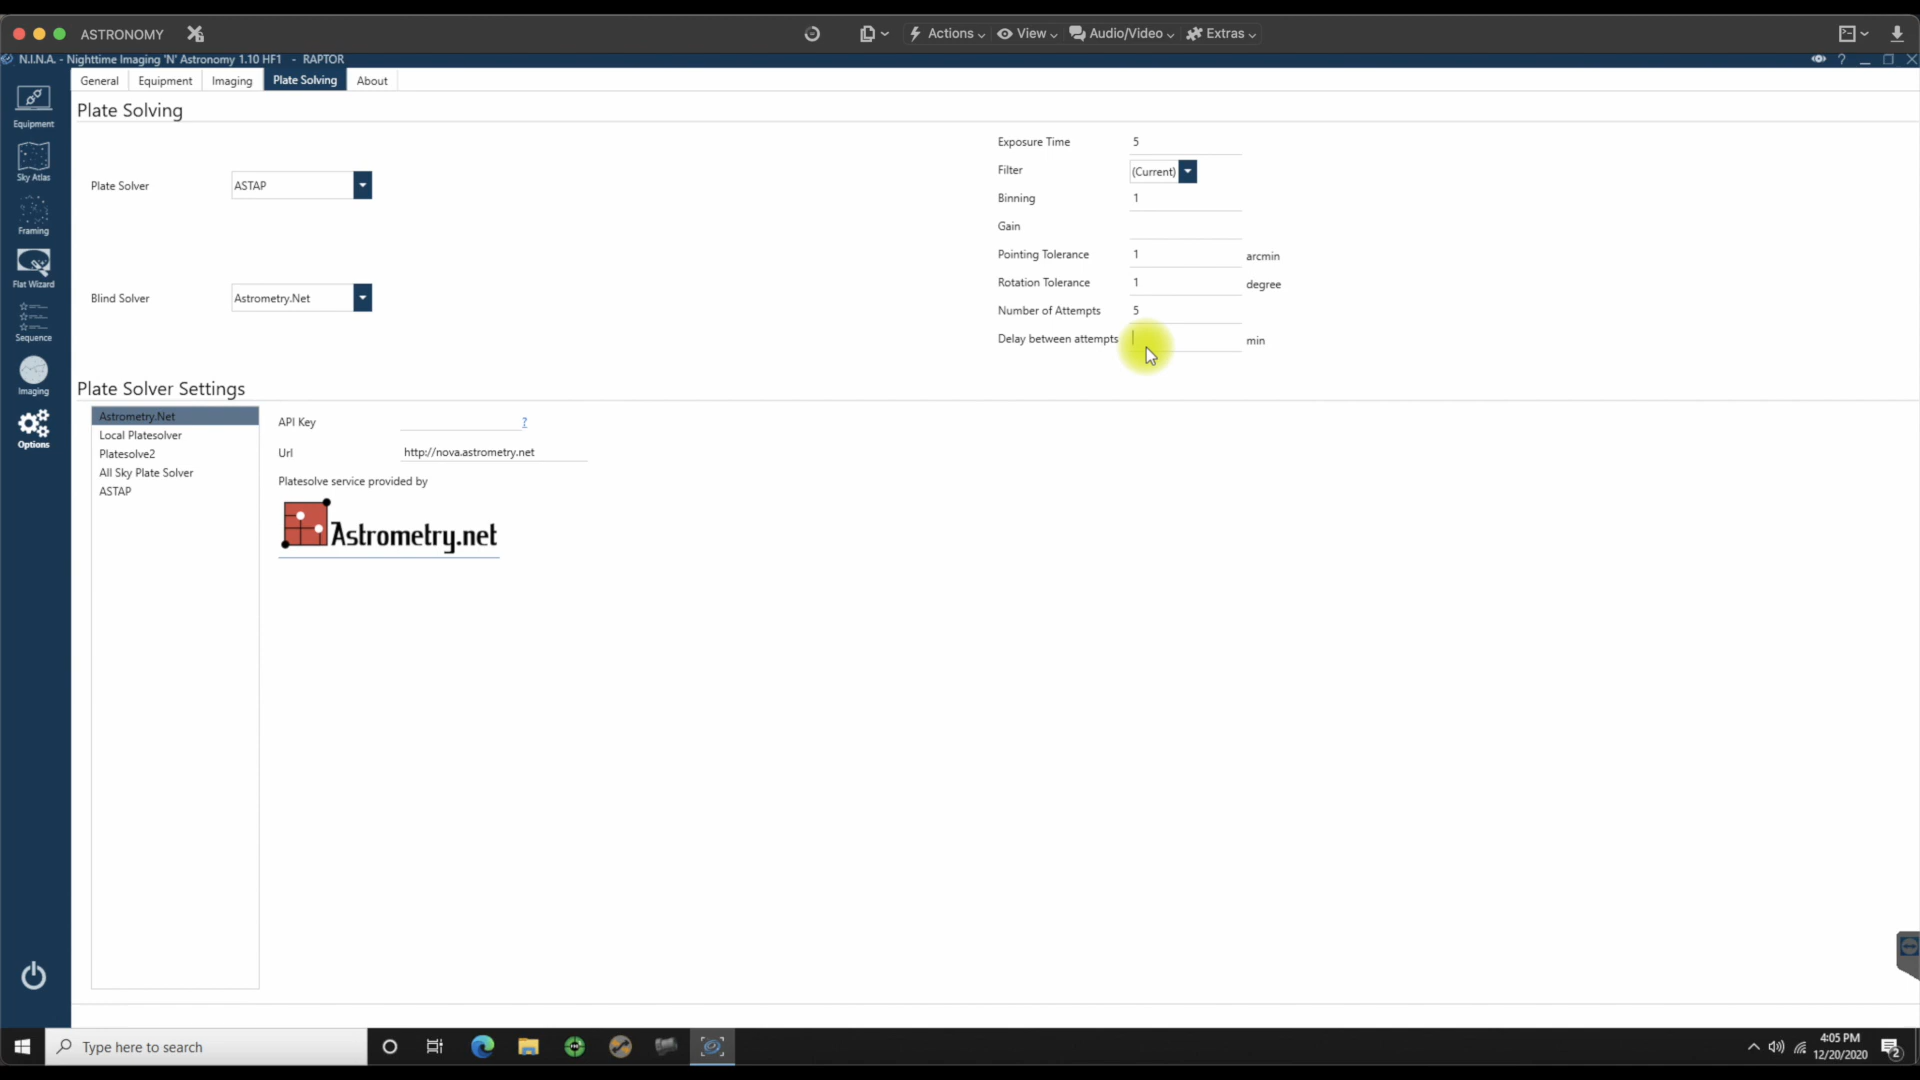 ASTRONOMY
Actions
View
Audio/Video
Extras
N.I.N.A. - Nighttime Imaging 'N' Astronomy 1.10 HF1 - RAPTOR
?
General
Equipment
Imaging
Plate Solving
About
Equipment
Sky Atlas
Framing
Flat Wizard
Sequence
Imaging
Options
Plate Solving
Plate Solver
ASTAP
Blind Solver
Astrometry.Net
Exposure Time 5
Filter (Current)
Binning 1
Gain
Pointing Tolerance 1 arcmin
Rotation Tolerance 1 degree
Number of Attempts 5
Delay between attempts min
Plate Solver Settings
Astrometry.Net
Local Platesolver
Platesolve2
All Sky Plate Solver
ASTAP
API Key ?
Url http://nova.astrometry.net
Platesolve service provided by
Astrometry.net
Type here to search
4:05 PM
12/20/2020
2